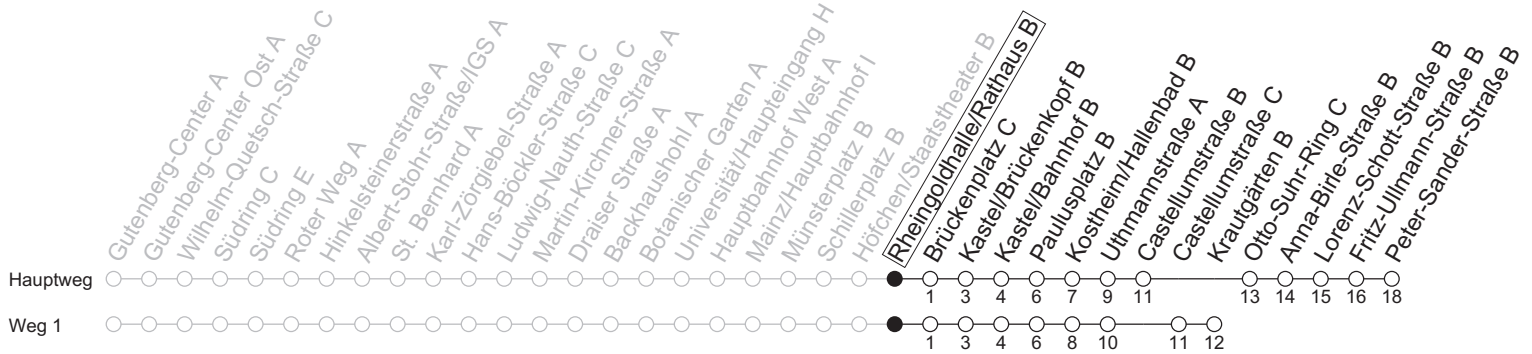 Gutenberg-Center A
Gutenberg-Center Ost A
Wilhelm-Quetsch-Straße C
Südring C
Südring E
Roter Weg A
Hinkelsteinerstraße A
Albert-Stohr-Straße/IGS A
St. Bernhard A
Karl-Zörgiebel-Straße A
Hans-Böckler-Straße C
Ludwig-Nauth-Straße C
Martin-Kirchner-Straße A
Draiser Straße A
Backhaushohl A
Botanischer Garten A
Universität/Haupteingang H
Hauptbahnhof West A
Mainz/Hauptbahnhof I
Münsterplatz B
Schillerplatz B
Höfchen/Staatstheater B
Rheingoldhalle/Rathaus B
Brückenplatz C
Kastel/Brückenkopf B
Kastel/Bahnhof B
Paulusplatz B
Kostheim/Hallenbad B
Uthmannstraße A
Castellumstraße B
Castellumstraße C
Krautgärten B
Otto-Suhr-Ring C
Anna-Birle-Straße B
Lorenz-Schott-Straße B
Fritz-Ullmann-Straße B
Peter-Sander-Straße B
Hauptweg
1 3 4 6 7 9 11 13 14 15 16 18
Weg 1
1 3 4 6 8 10 11 12